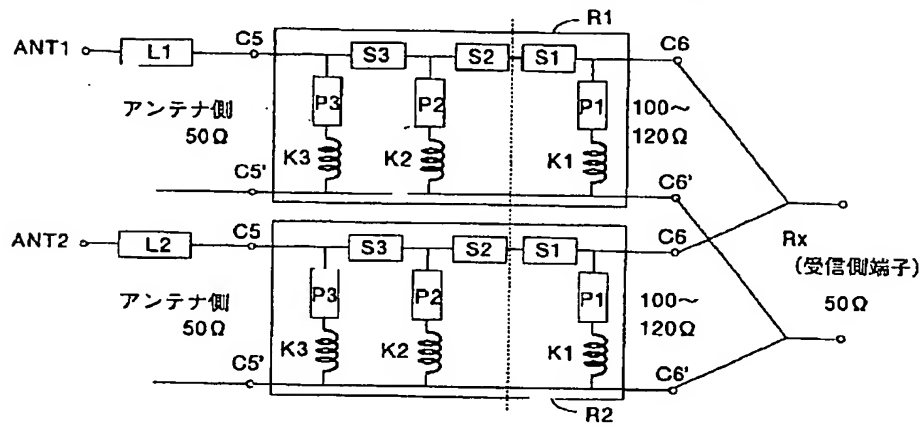 R1
ANT1
L1
C5
S3
S2
S1
C6
アンテナ側
50Ω
P3
P2
P1
100～
120Ω
K3
K2
K1
C5'
C6'
ANT2
L2
C5
S3
S2
S1
C6
Rx
(受信側端子)
50Ω
アンテナ側
50Ω
P3
P2
P1
100～
120Ω
K3
K2
K1
C5'
C6'
R2